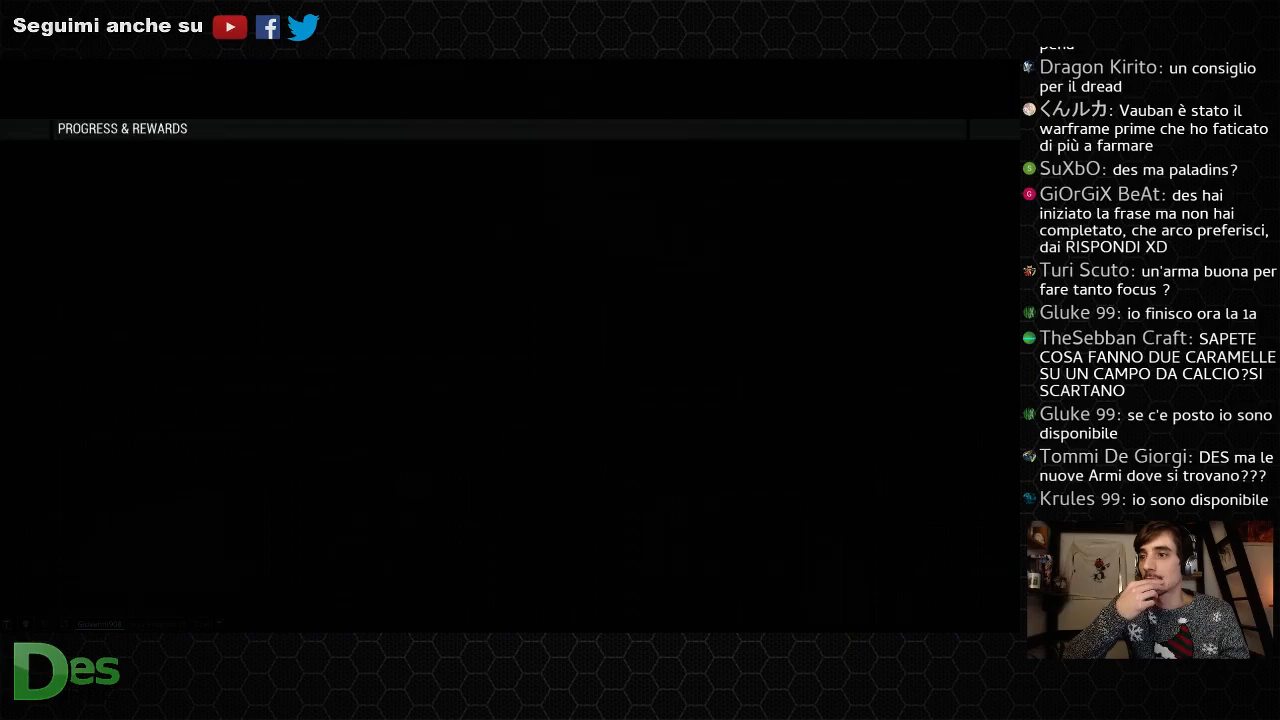 Seguimi anche su
PROGRESS & REWARDS
Dragon Kirito: un consiglio
per il dread
くんルカ: Vauban è stato il
warframe prime che ho faticato
di più a farmare
SuXbO: des ma paladins?
GiOrGiX BeAt: des hai
iniziato la frase ma non hai
completato, che arco preferisci,
dai RISPONDI XD
Turi Scuto: un'arma buona per
fare tanto focus ?
Gluke 99: io finisco ora la 1a
TheSebban Craft: SAPETE
COSA FANNO DUE CARAMELLE
SU UN CAMPO DA CALCIO?SI
SCARTANO
Gluke 99: se c'e posto io sono
disponibile
Tommi De Giorgi: DES ma le
nuove Armi dove si trovano???
Krules 99: io sono disponibile
Des